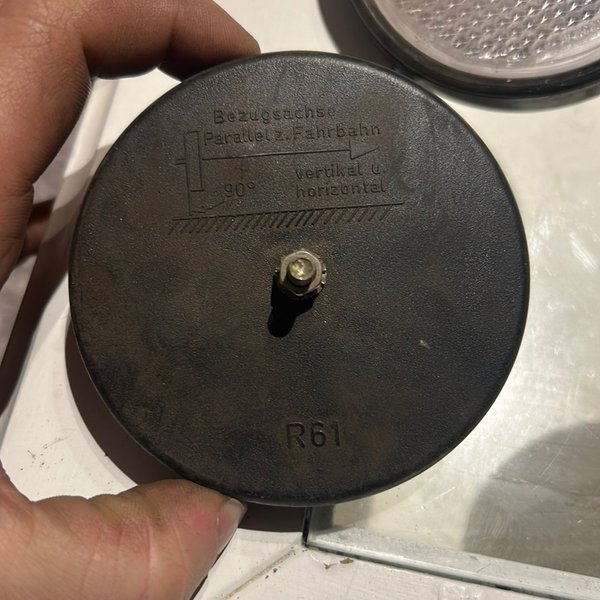 Bezugsachse
Parallel z. Fahrbahn
90°
vertikal u.
horizontal
R61